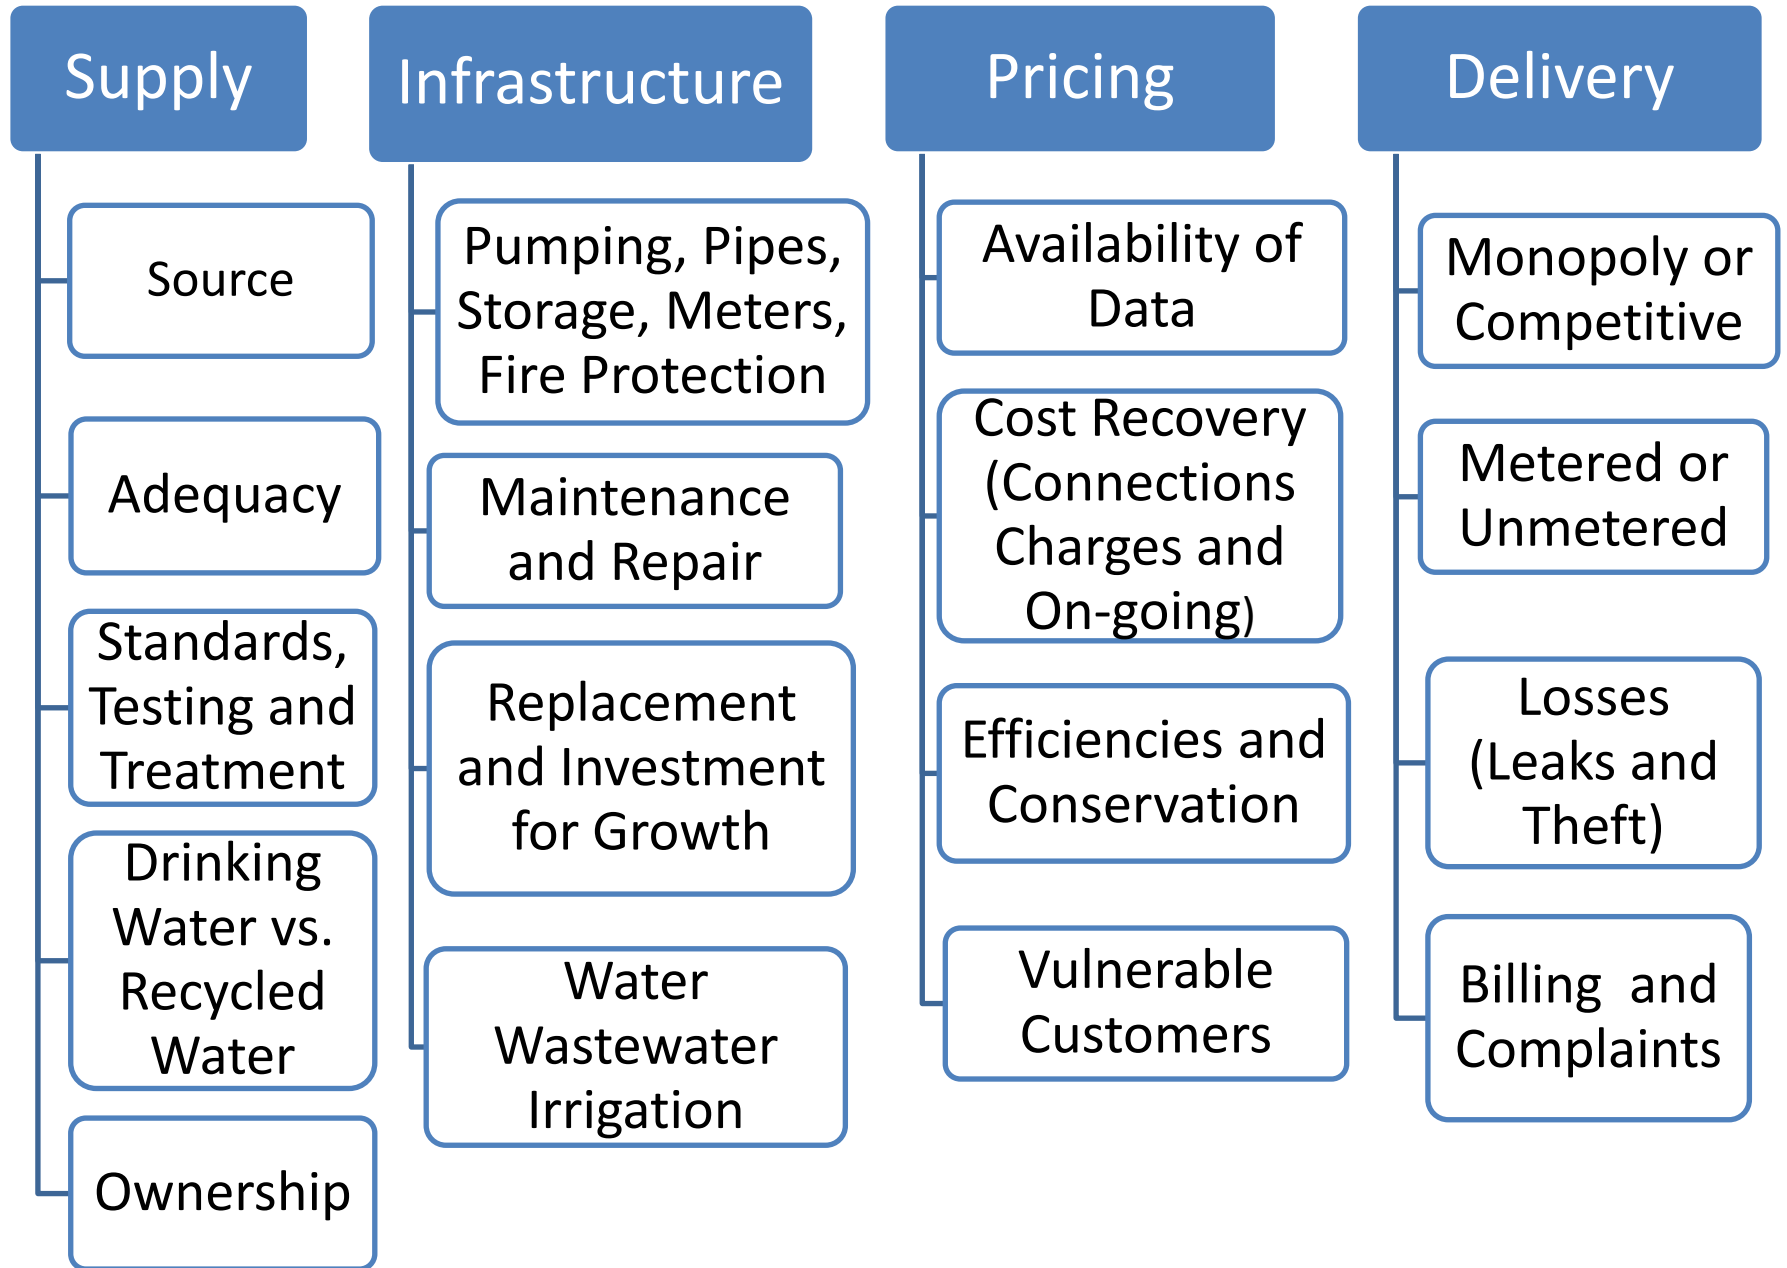 Supply
Source
Adequacy
Standards,
Testing and
Treatment
Drinking
Water vs.
Recycled
Water
Ownership
Infrastructure
Pumping, Pipes,
Storage, Meters,
Fire Protection
Maintenance
and Repair
Replacement
and Investment
for Growth
Water
Wastewater
Irrigation
Pricing
Availability of
Data
Cost Recovery
(Connections
Charges and
On-going)
Efficiencies and
Conservation
Vulnerable
Customers
Delivery
Monopoly or
Competitive
Metered or
Unmetered
Losses
(Leaks and
Theft)
Billing  and
Complaints